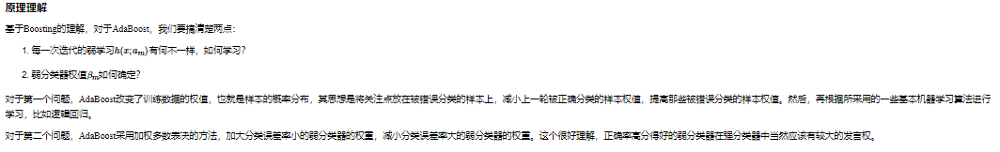 原理理解
基于Boosting的理解，对于AdaBoost，我们要搞清楚两点：
1. 每一次迭代的弱学习h(x;aₘ)有何不一样，如何学习？
2. 弱分类器权值βₘ如何确定？
对于第一个问题，AdaBoost改变了训练数据的权值，也就是样本的概率分布，其思想是将关注点放在被错误分类的样本上，减小上一轮被正确分类的样本权值，提高那些被错误分类的样本权值。然后，再根据所采用的一些基本机器学习算法进行
学习，比如逻辑回归。
对于第二个问题，AdaBoost采用加权多数表决的方法，加大分类误差率小的弱分类器的权重，减小分类误差率大的弱分类器的权重。这个很好理解，正确率高分得好的弱分类器在强分类器中当然应该有较大的发言权。